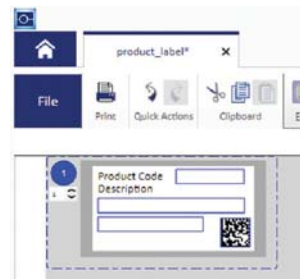 product_label*
File
Print
Quick Actions
Clipboard
1
Product Code
Description